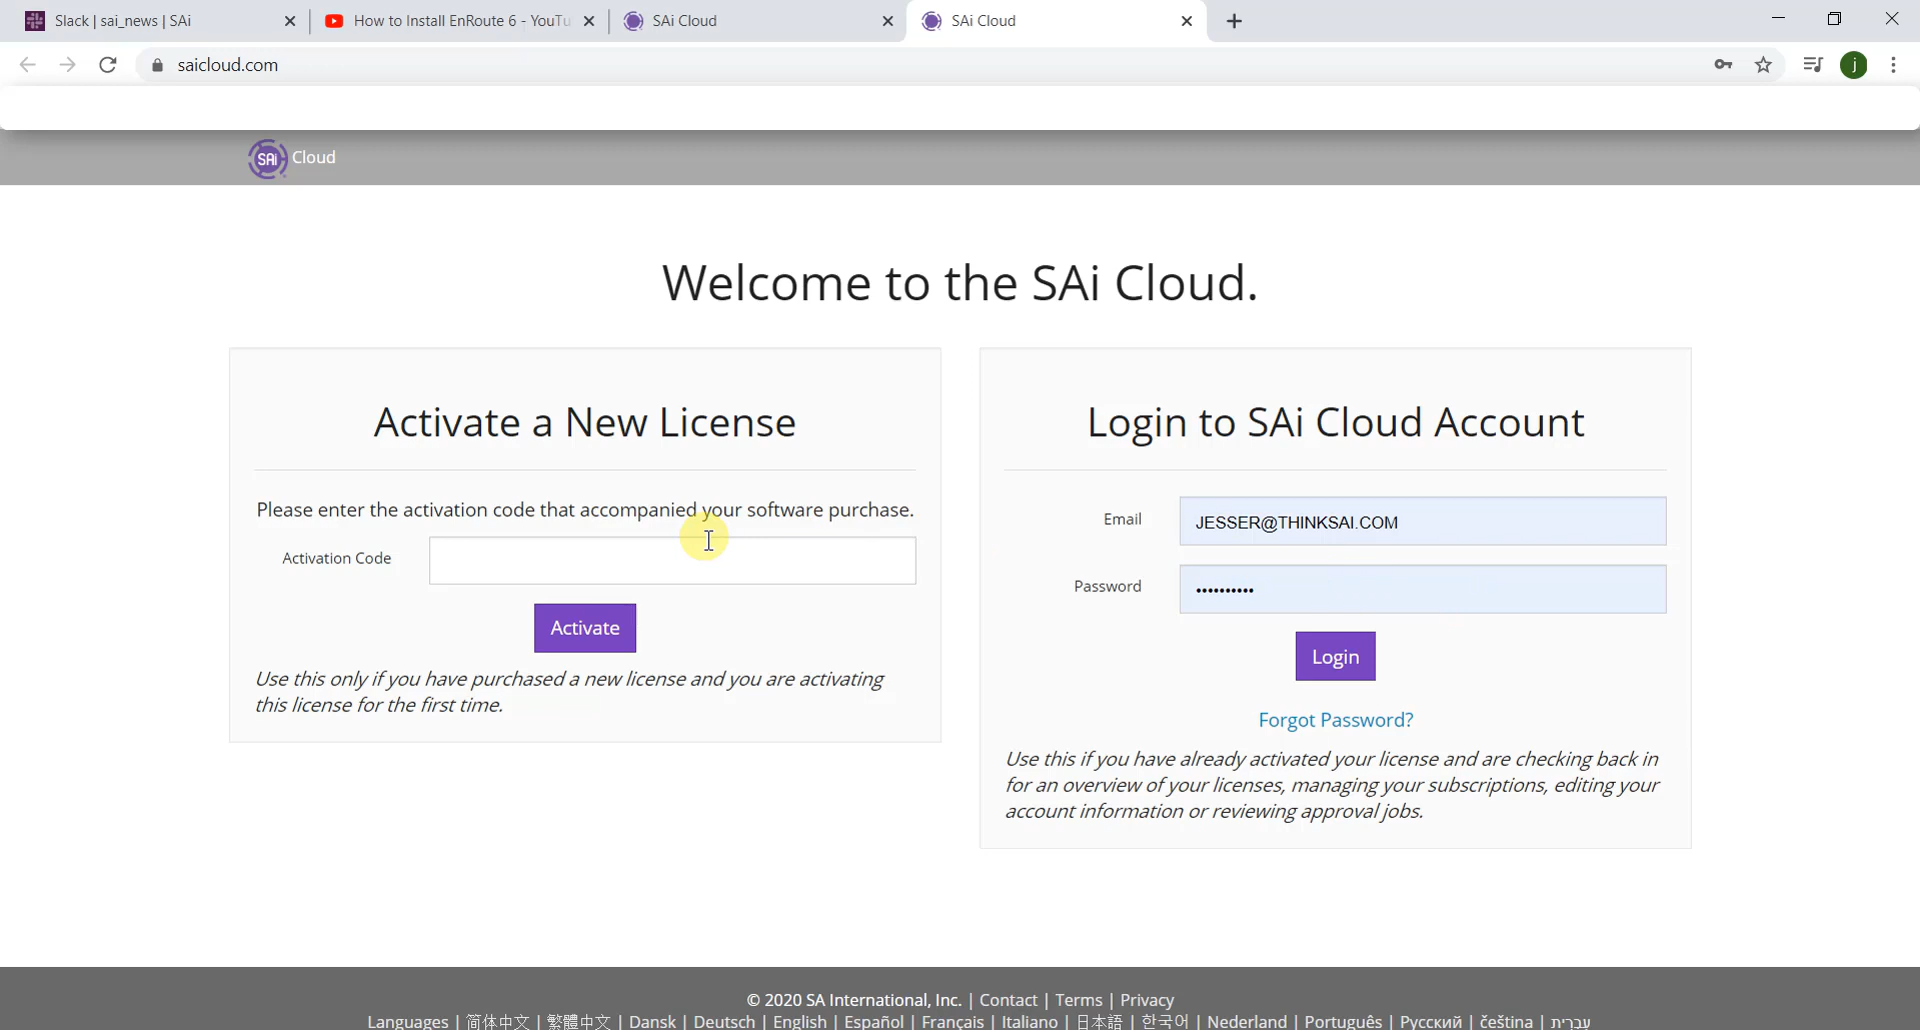 Slack | sai_news | SAi
How to Install EnRoute 6 - YouTu
SAi Cloud
SAi Cloud
saicloud.com
j
SAi Cloud
Welcome to the SAi Cloud.
Activate a New License
Please enter the activation code that accompanied your software purchase.
Activation Code
Activate
Use this only if you have purchased a new license and you are activating
this license for the first time.
Login to SAi Cloud Account
Email
JESSER@THINKSAI.COM
Password
••••••••••
Login
Forgot Password?
Use this if you have already activated your license and are checking back in
for an overview of your licenses, managing your subscriptions, editing your
account information or reviewing approval jobs.
© 2020 SA International, Inc. | Contact | Terms | Privacy
Languages | 简体中文 | 繁體中文 | Dansk | Deutsch | English | Español | Français | Italiano | 日本語 | 한국어 | Nederland | Português | Русский | čeština | עברית